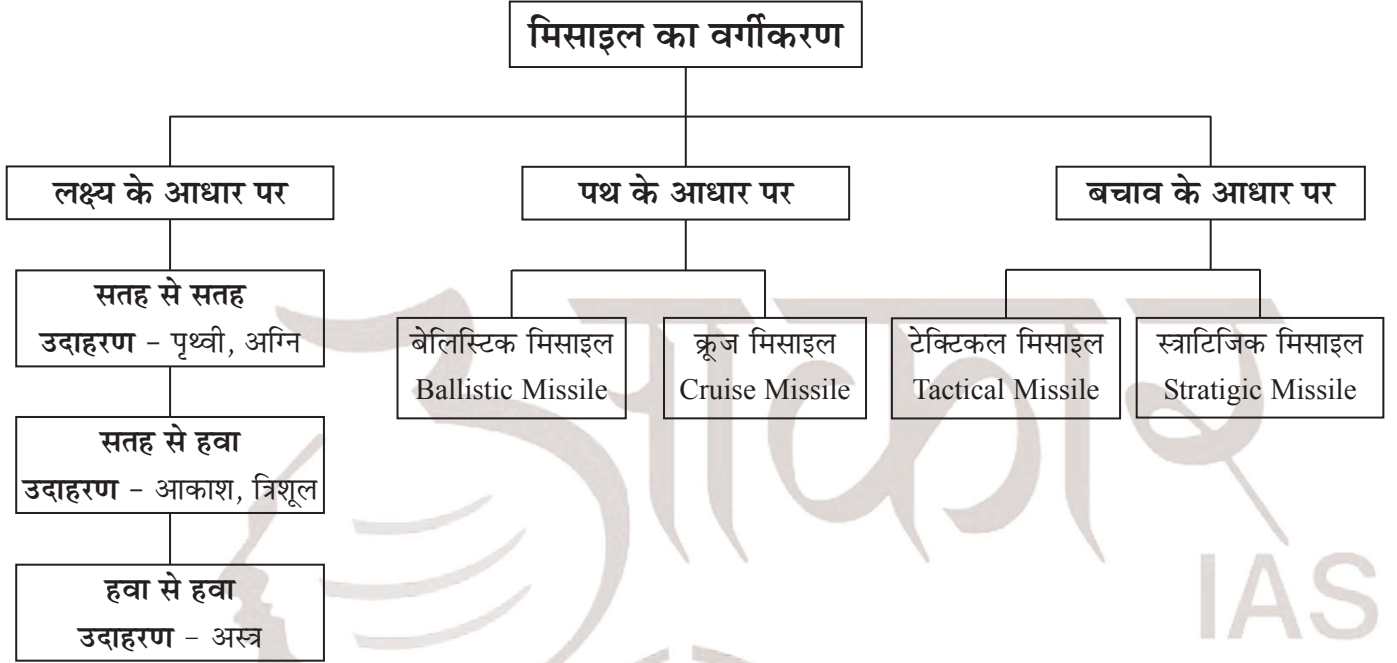 मिसाइल का वर्गीकरण
लक्ष्य के आधार पर
पथ के आधार पर
बचाव के आधार पर
सतह से सतह
उदाहरण – पृथ्वी, अग्नि
सतह से हवा
उदाहरण – आकाश, त्रिशूल
हवा से हवा
उदाहरण – अस्त्र
बेलिस्टिक मिसाइल
Ballistic Missile
क्रूज मिसाइल
Cruise Missile
टेक्टिकल मिसाइल
Tactical Missile
स्त्राटिजिक मिसाइल
Stratigic Missile
आकार
IAS